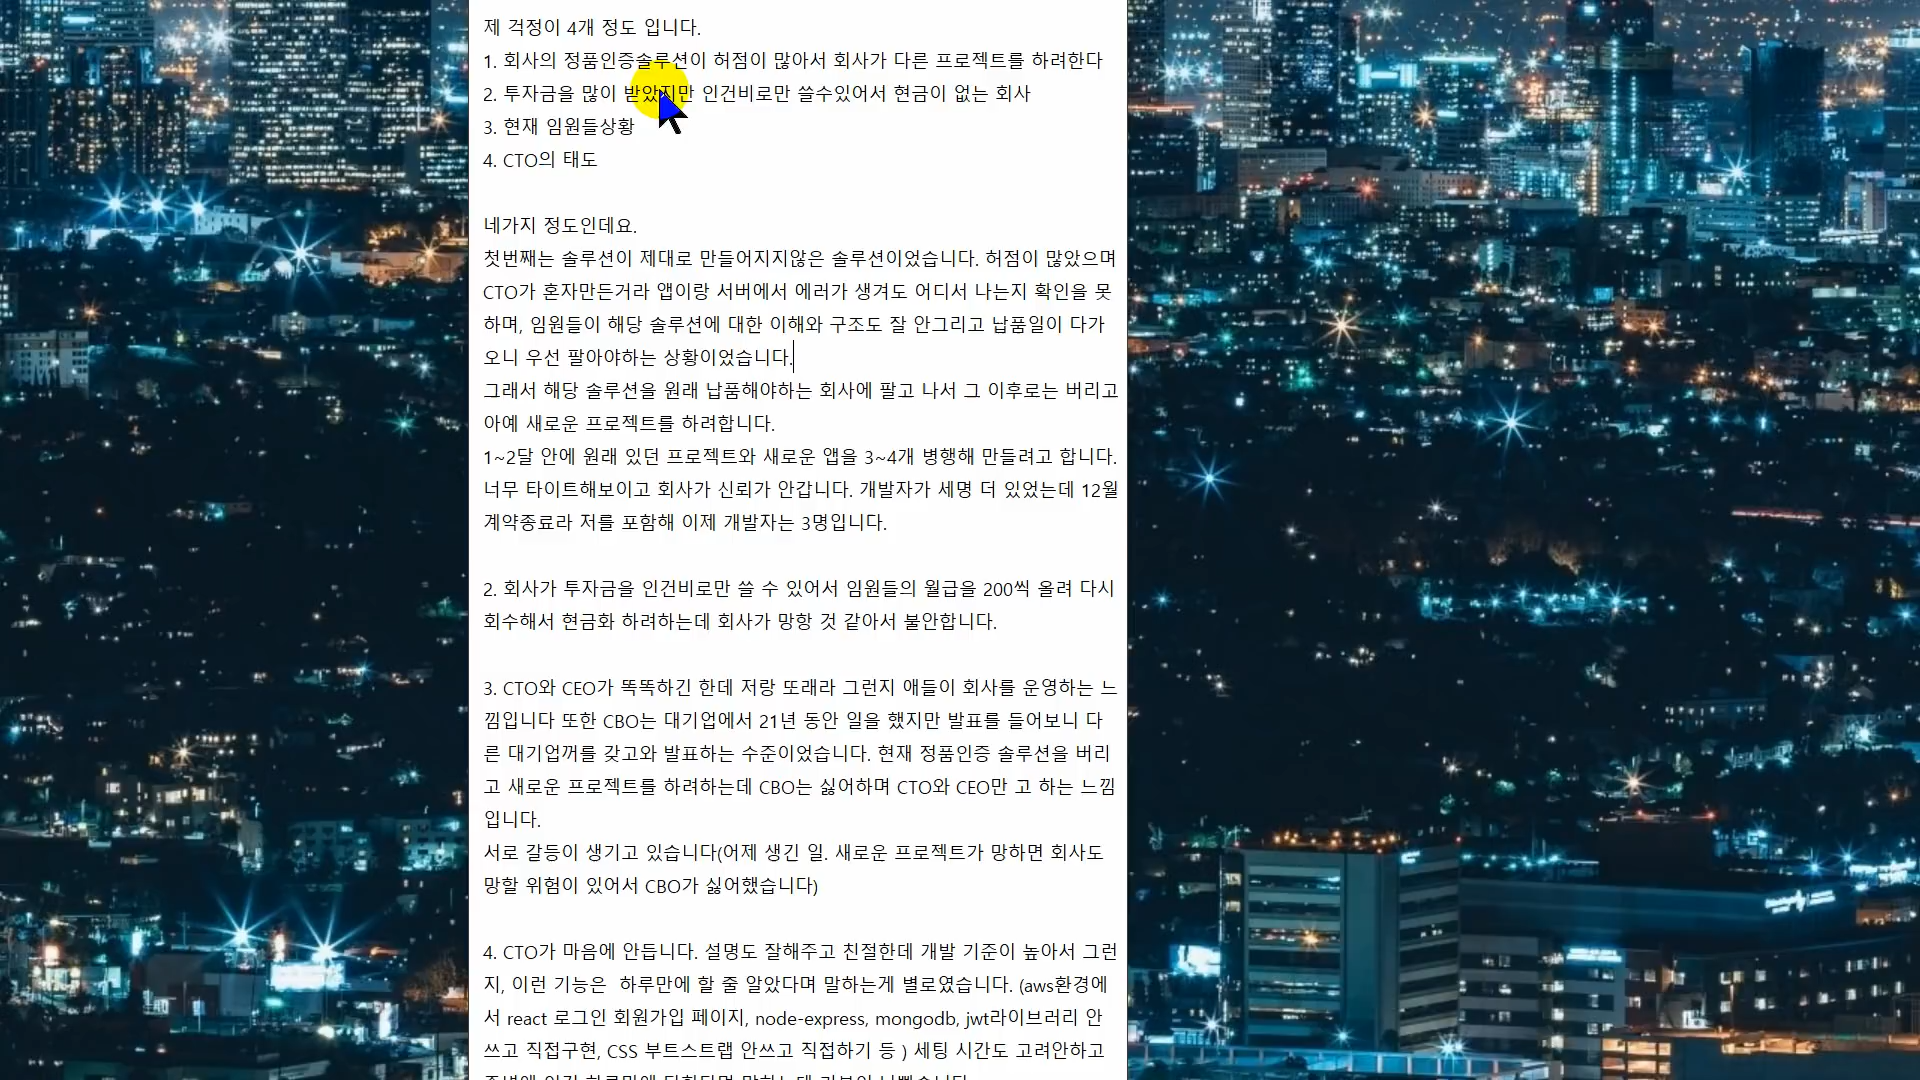 제 걱정이 4개 정도 입니다.
1. 회사의 정품인증솔루션이 허점이 많아서 회사가 다른 프로젝트를 하려한다
2. 투자금을 많이 받았지만 인건비로만 쓸수있어서 현금이 없는 회사
3. 현재 임원들상황
4. CTO의 태도
네가지 정도인데요.
첫번째는 솔루션이 제대로 만들어지지않은 솔루션이었습니다. 허점이 많았으며
CTO가 혼자만든거라 앱이랑 서버에서 에러가 생겨도 어디서 나는지 확인을 못
하며, 임원들이 해당 솔루션에 대한 이해와 구조도 잘 안그리고 납품일이 다가
오니 우선 팔아야하는 상황이었습니다.
그래서 해당 솔루션을 원래 납품해야하는 회사에 팔고 나서 그 이후로는 버리고
아예 새로운 프로젝트를 하려합니다.
1~2달 안에 원래 있던 프로젝트와 새로운 앱을 3~4개 병행해 만들려고 합니다.
너무 타이트해보이고 회사가 신뢰가 안갑니다. 개발자가 세명 더 있었는데 12월
계약종료라 저를 포함해 이제 개발자는 3명입니다.
2. 회사가 투자금을 인건비로만 쓸 수 있어서 임원들의 월급을 200씩 올려 다시
회수해서 현금화 하려하는데 회사가 망항 것 같아서 불안합니다.
3. CTO와 CEO가 똑똑하긴 한데 저랑 또래라 그런지 애들이 회사를 운영하는 느
낌입니다 또한 CBO는 대기업에서 21년 동안 일을 했지만 발표를 들어보니 다
른 대기업꺼를 갖고와 발표하는 수준이었습니다. 현재 정품인증 솔루션을 버리
고 새로운 프로젝트를 하려하는데 CBO는 싫어하며 CTO와 CEO만 고 하는 느낌
입니다.
서로 갈등이 생기고 있습니다(어제 생긴 일. 새로운 프로젝트가 망하면 회사도
망할 위험이 있어서 CBO가 싫어했습니다)
4. CTO가 마음에 안듭니다. 설명도 잘해주고 친절한데 개발 기준이 높아서 그런
지, 이런 기능은  하루만에 할 줄 알았다며 말하는게 별로였습니다. (aws환경에
서 react 로그인 회원가입 페이지, node-express, mongodb, jwt라이브러리 안
쓰고 직접구현, CSS 부트스트랩 안쓰고 직접하기 등 ) 세팅 시간도 고려안하고